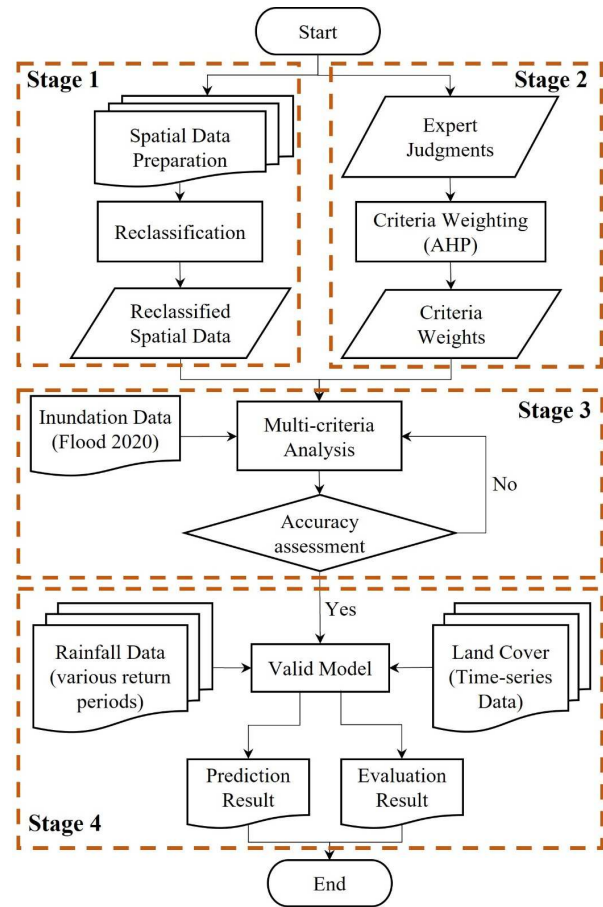 Start
Stage 1
Spatial Data
Preparation
Reclassification
Reclassified
Spatial Data
Stage 2
Expert
Judgments
Criteria Weighting
(AHP)
Criteria
Weights
Stage 3
Inundation Data
(Flood 2020)
Multi-criteria
Analysis
No
Accuracy
assessment
Yes
Rainfall Data
(various return
periods)
Valid Model
Land Cover
(Time-series
Data)
Prediction
Result
Evaluation
Result
Stage 4
End